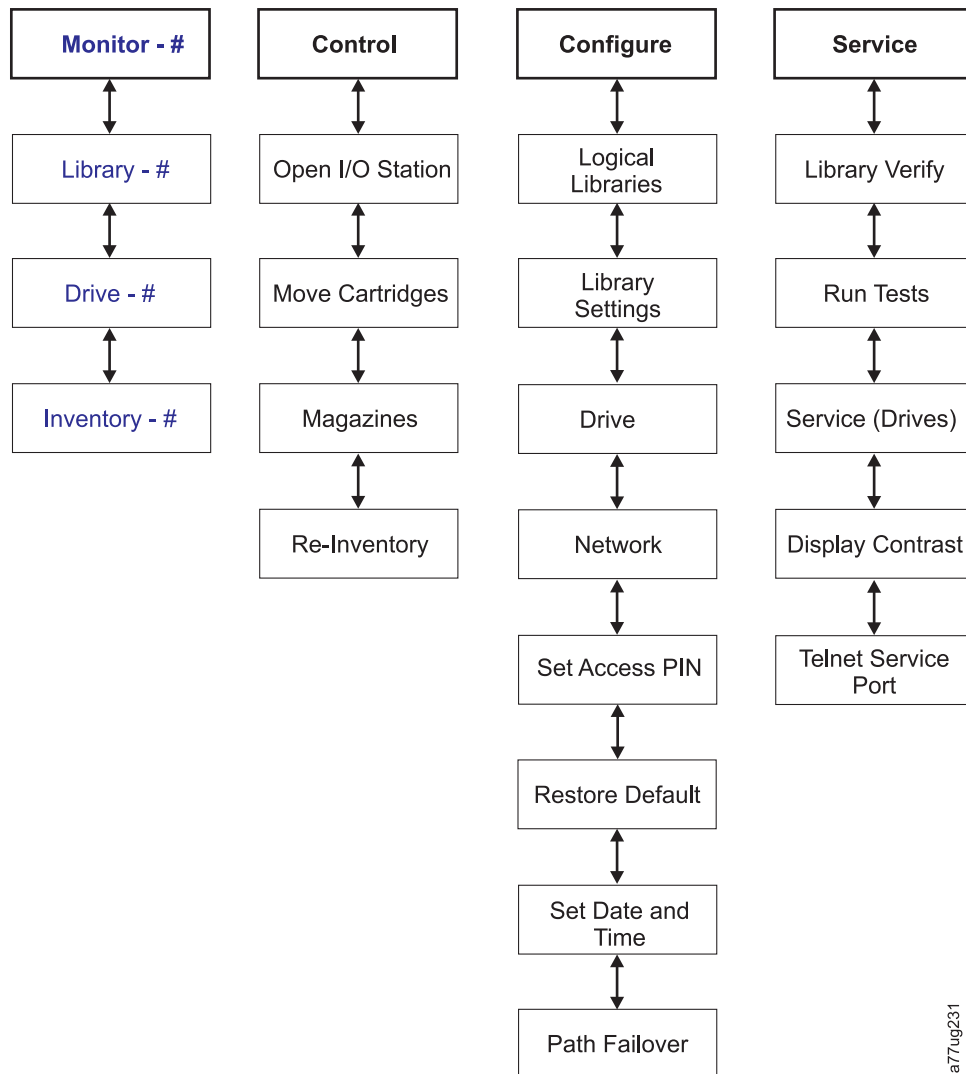 Monitor - #
Library - #
Drive - #
Inventory - #
Control
Open I/O Station
Move Cartridges
Magazines
Re-Inventory
Configure
Logical
Libraries
Library
Settings
Drive
Network
Set Access PIN
Restore Default
Set Date and
Time
Path Failover
Service
Library Verify
Run Tests
Service (Drives)
Display Contrast
Telnet Service
Port
a77ug231